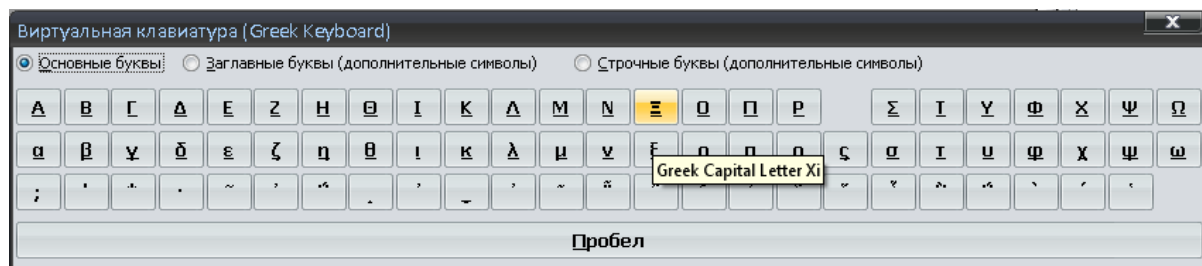 Виртуальная клавиатура (Greek Keyboard)
Основные буквы Заглавные буквы (дополнительные символы) Строчные буквы (дополнительные символы)
Α Β Γ Δ Ε Ζ Η Θ Ι Κ Λ Μ Ν Ξ Ο Π Ρ Σ Τ Υ Φ Χ Ψ Ω
α β γ δ ε ζ η θ ι κ λ μ ν ξ ο π ρ ς σ τ υ φ χ ψ ω
Greek Capital Letter Xi
;
Пробел